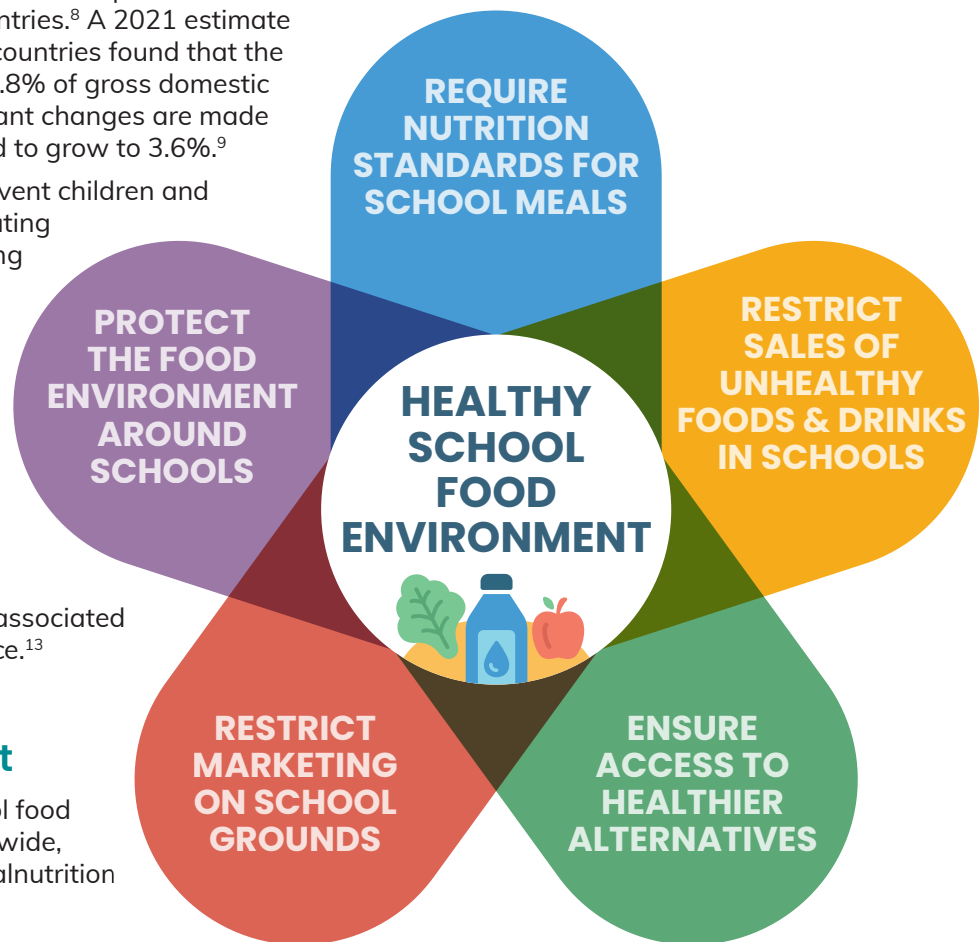 ntries.⁸ A 2021 estimate
countries found that the
.8% of gross domestic
ant changes are made
d to grow to 3.6%.⁹
vent children and
ating
ng
associated
ce.¹³
t
ol food
wide,
alnutrition
REQUIRE
NUTRITION
STANDARDS FOR
SCHOOL MEALS
RESTRICT
SALES OF
UNHEALTHY
FOODS & DRINKS
IN SCHOOLS
ENSURE
ACCESS TO
HEALTHIER
ALTERNATIVES
RESTRICT
MARKETING
ON SCHOOL
GROUNDS
PROTECT
THE FOOD
ENVIRONMENT
AROUND
SCHOOLS
HEALTHY
SCHOOL
FOOD
ENVIRONMENT